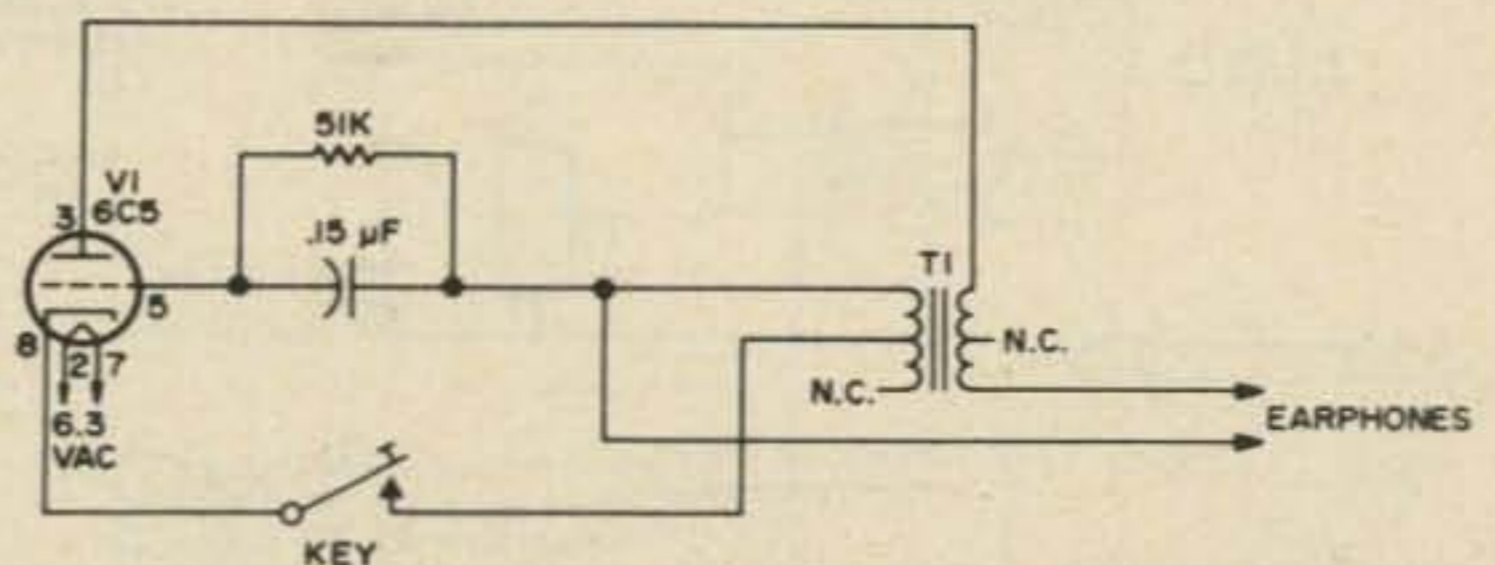 51K
V1
3 6C5
.15 µF
T1
5
8
2 7
N.C.
N.C.
6.3
VAC
EARPHONES
KEY